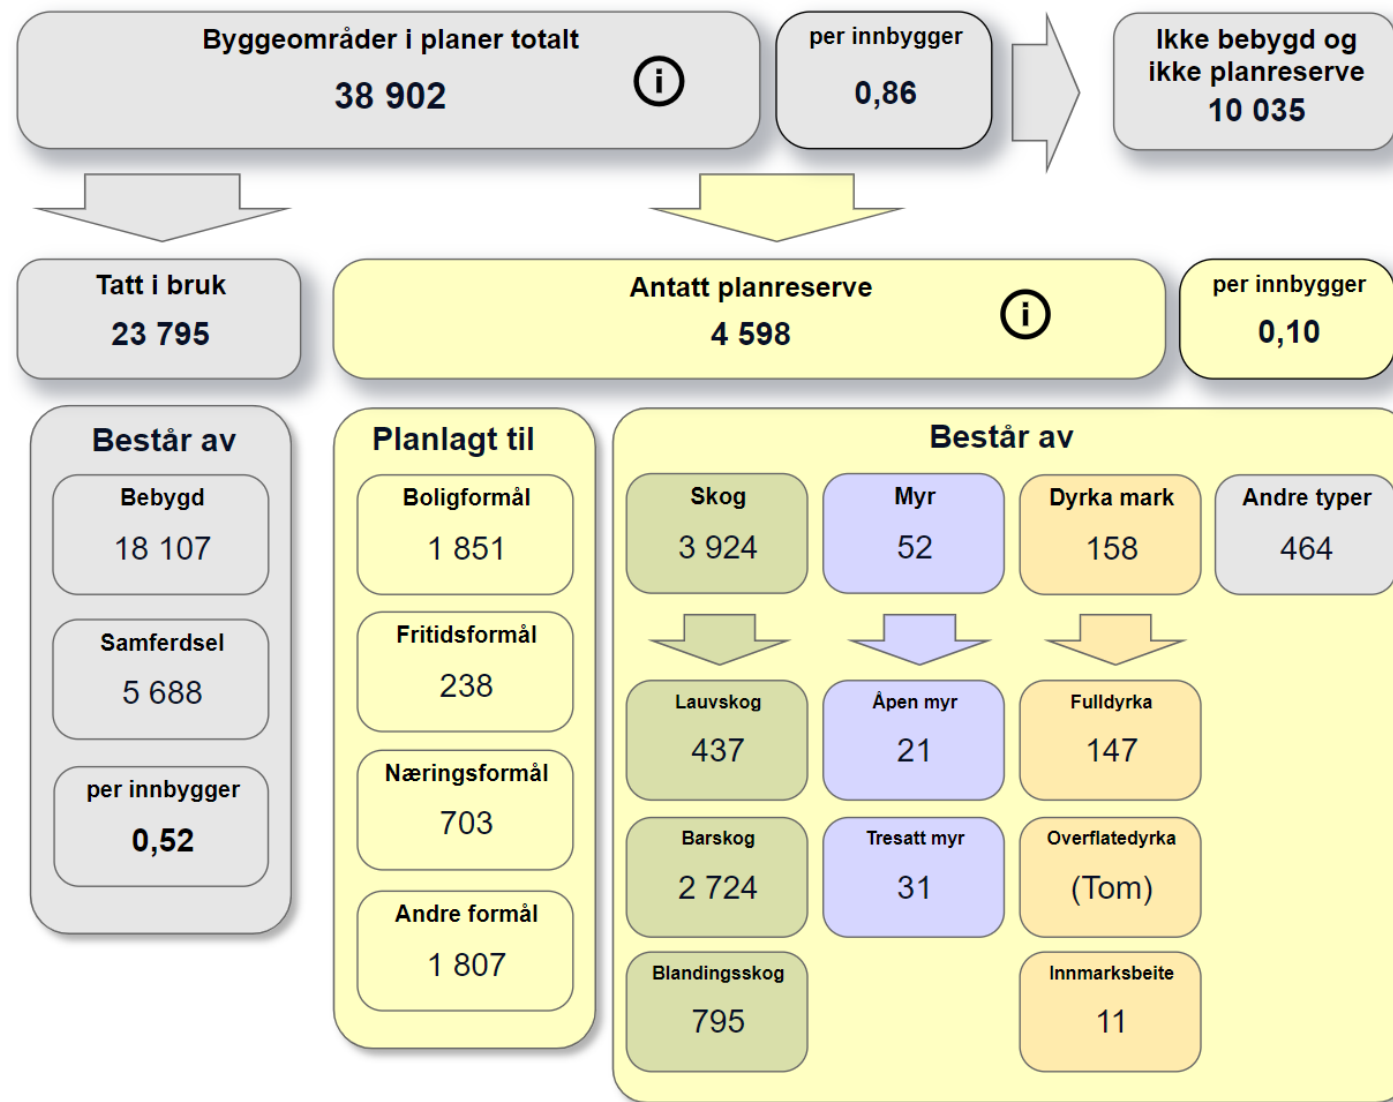 Byggeområder i planer totalt
38 902
per innbygger
0,86
Ikke bebygd og
ikke planreserve
10 035
Tatt i bruk
23 795
Antatt planreserve
4 598
per innbygger
0,10
Består av
Bebygd
18 107
Samferdsel
5 688
per innbygger
0,52
Planlagt til
Boligformål
1 851
Fritidsformål
238
Næringsformål
703
Andre formål
1 807
Består av
Skog
3 924
Myr
52
Dyrka mark
158
Andre typer
464
Lauvskog
437
Åpen myr
21
Fulldyrka
147
Barskog
2 724
Tresatt myr
31
Overflatedyrka
(Tom)
Blandingsskog
795
Innmarksbeite
11